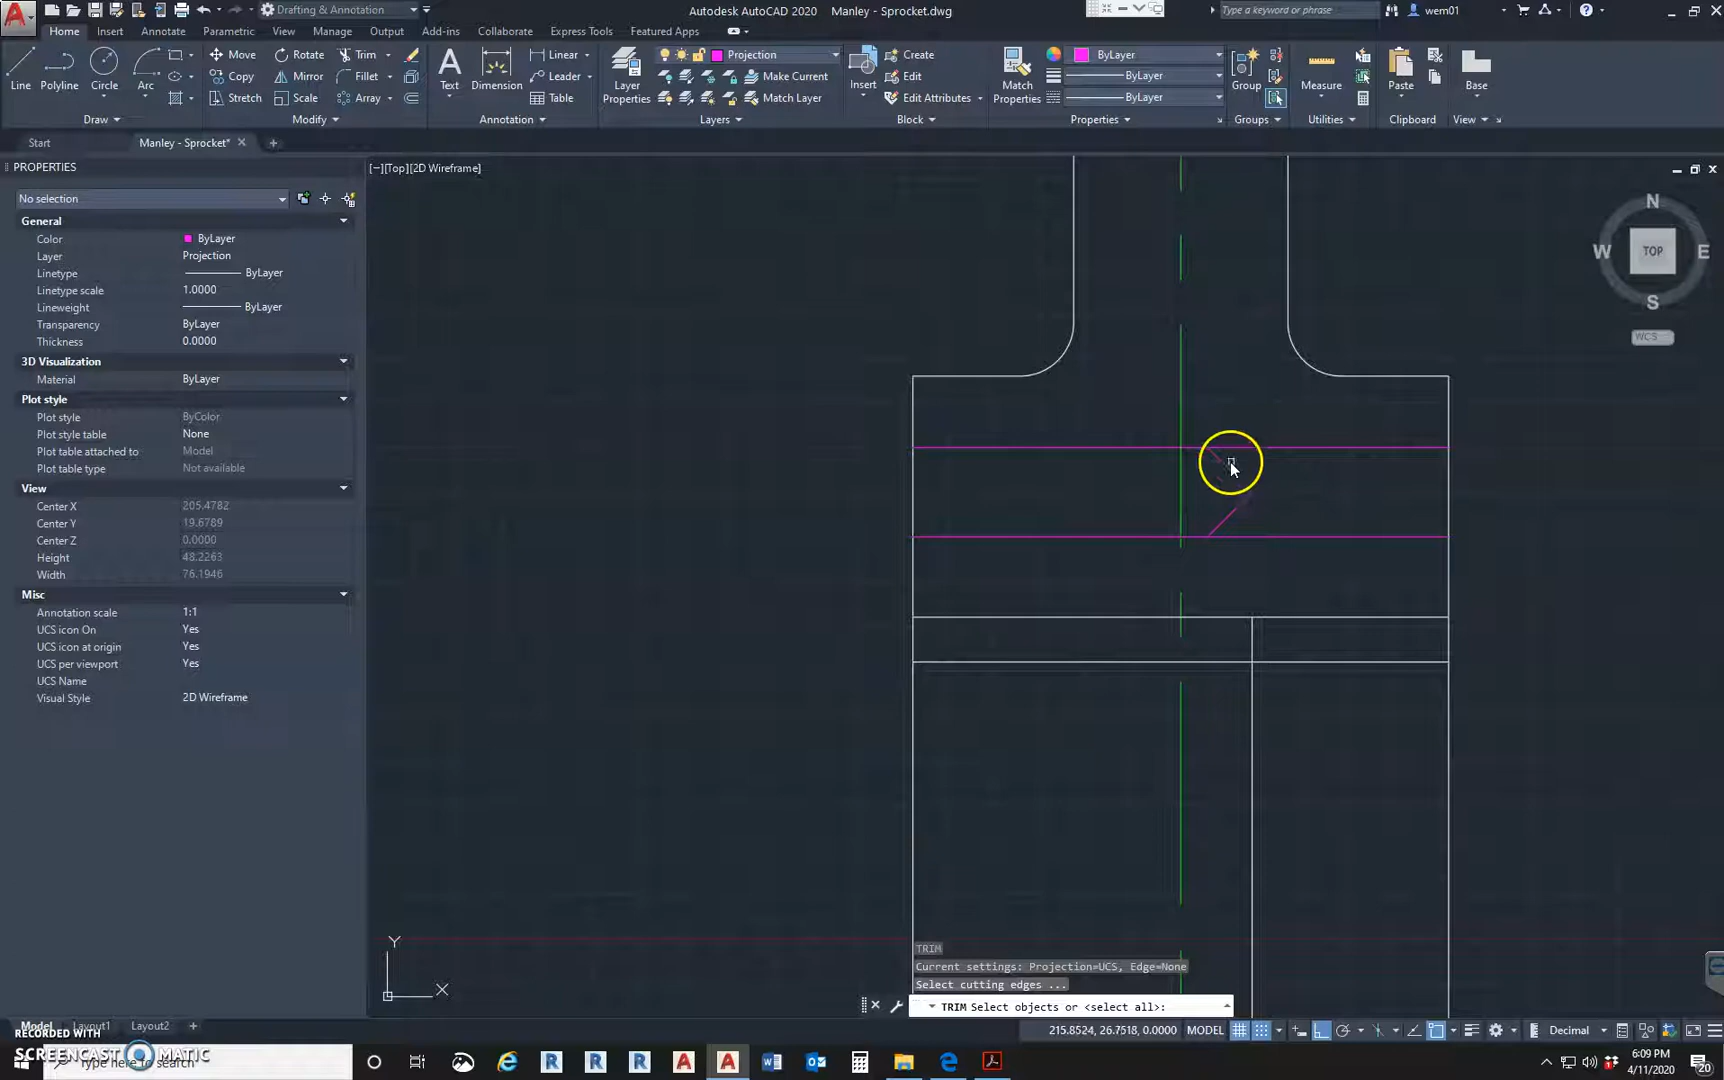 Drafting & Annotation
Autodesk AutoCAD 2020 Manley - Sprocket.dwg
Type a keyword or phrase
wem01
Home Insert Annotate Parametric View Manage Output Add-ins Collaborate Express Tools Featured Apps
Line Polyline Circle Arc
Move Rotate Trim
Copy Mirror Fillet
Stretch Scale Array
Text Dimension
Linear
Leader
Table
Layer Properties
Projection
Make Current
Match Layer
Insert
Create
Edit
Edit Attributes
Match Properties
ByLayer
ByLayer
ByLayer
Group
Measure
Paste
Base
Draw Modify Annotation Layers Block Properties Groups Utilities Clipboard View
Start Manley - Sprocket*
PROPERTIES
[−][Top][2D Wireframe]
No selection
General
Color ByLayer
Layer Projection
Linetype ByLayer
Linetype scale 1.0000
Lineweight ByLayer
Transparency ByLayer
Thickness 0.0000
3D Visualization
Material ByLayer
Plot style
Plot style ByColor
Plot style table None
Plot table attached to Model
Plot table type Not available
View
Center X 205.4782
Center Y 19.6789
Center Z 0.0000
Height 48.2263
Width 76.1946
Misc
Annotation scale 1:1
UCS icon On Yes
UCS icon at origin Yes
UCS per viewport Yes
UCS Name
Visual Style 2D Wireframe
N
W TOP E
S
WCS
Y
X
TRIM
Current settings: Projection=UCS, Edge=None
Select cutting edges ...
TRIM Select objects or <select all>:
Model Layout1 Layout2
215.8524, 26.7518, 0.0000 MODEL
Decimal
RECORDED WITH
SCREENCAST MATIC
Type here to search
6:09 PM
4/11/2020
20